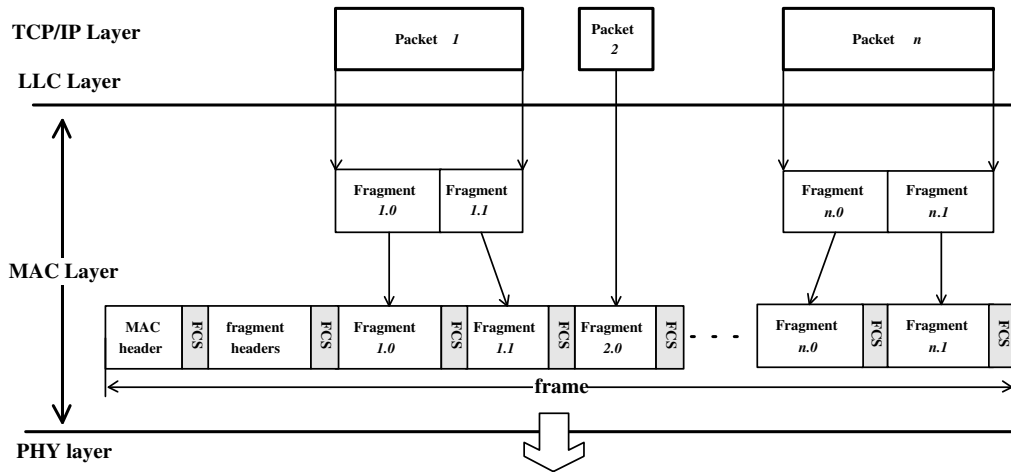 TCP/IP Layer
Packet 1
Packet
2
Packet n
LLC Layer
Fragment
1.0
Fragment
1.1
Fragment
n.0
Fragment
n.1
MAC Layer
MAC
header
FCS
fragment
headers
FCS
Fragment
1.0
FCS
Fragment
1.1
FCS
Fragment
2.0
FCS
Fragment
n.0
FCS
Fragment
n.1
FCS
frame
PHY layer